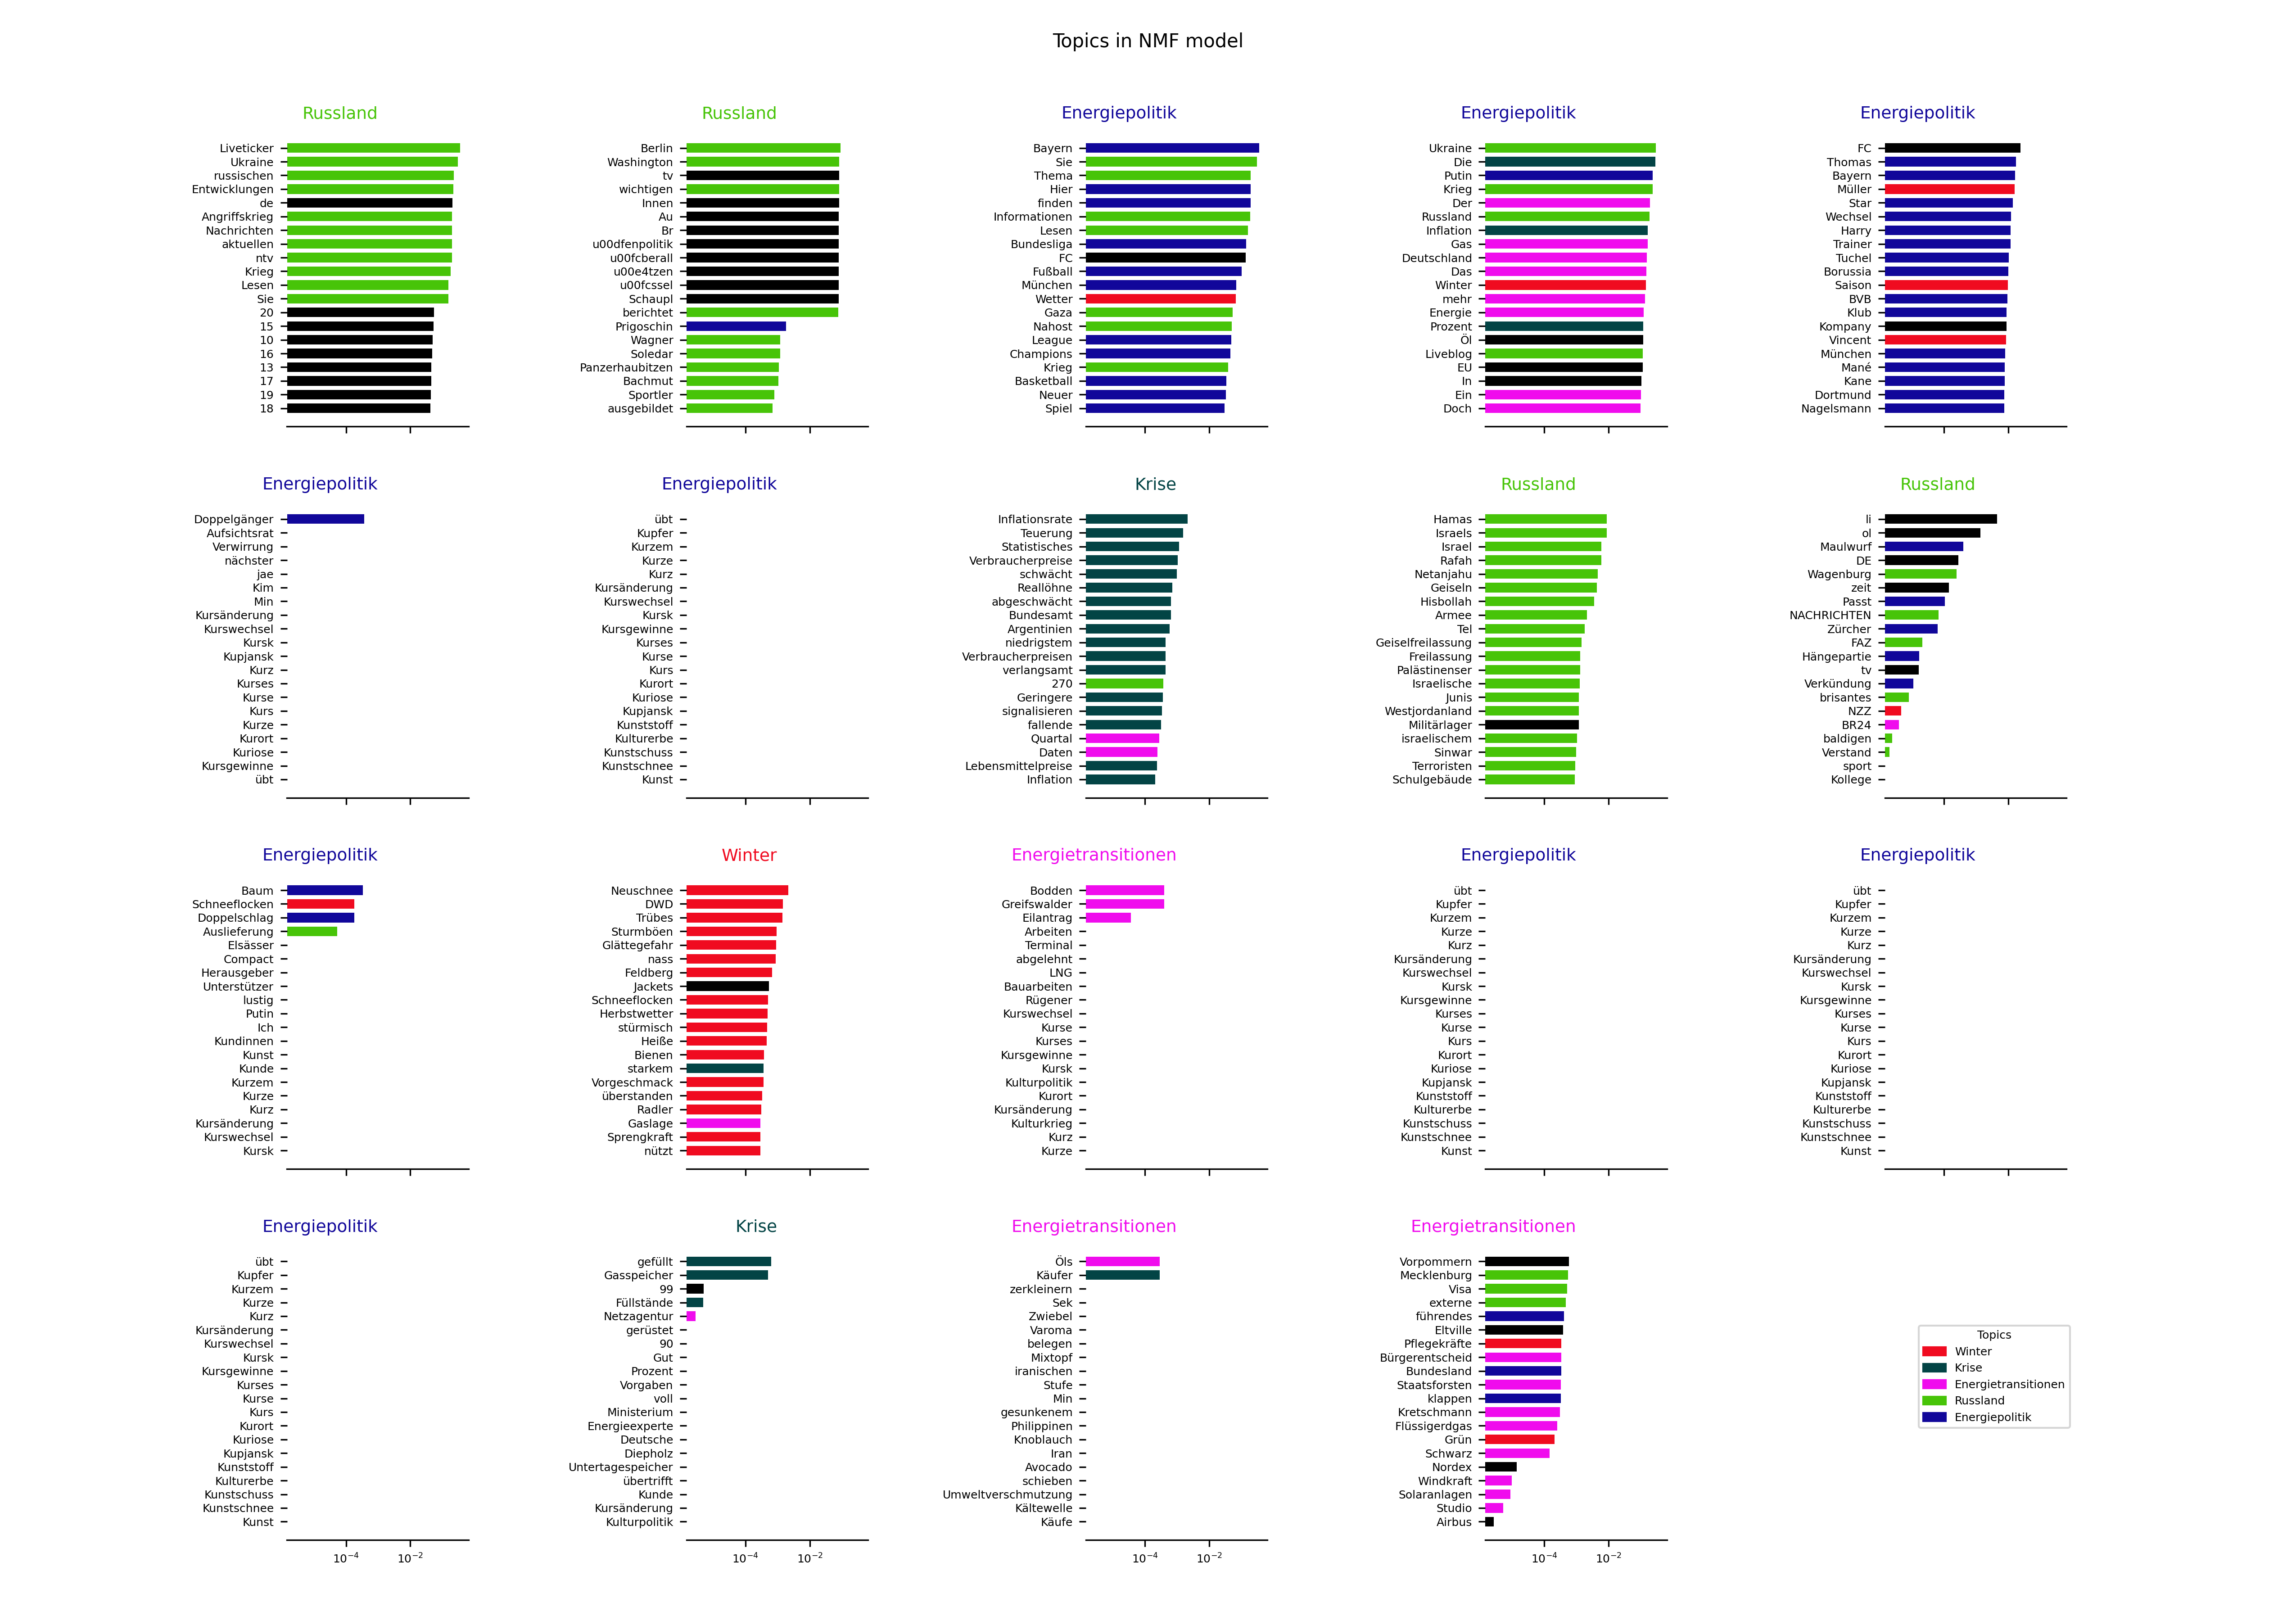 Topics in NMF model
Russland
Liveticker
Ukraine
russischen
Entwicklungen
de
Angriffskrieg
Nachrichten
aktuellen
ntv
Krieg
Lesen
Sie
20
15
10
16
13
17
19
18
Russland
Berlin
Washington
tv
wichtigen
Innen
Au
Br
u00dfenpolitik
u00fcberall
u00e4tzen
u00fcssel
Schaupl
berichtet
Prigoschin
Wagner
Soledar
Panzerhaubitzen
Bachmut
Sportler
ausgebildet
Energiepolitik
Bayern
Sie
Thema
Hier
finden
Informationen
Lesen
Bundesliga
FC
Fußball
München
Wetter
Gaza
Nahost
League
Champions
Krieg
Basketball
Neuer
Spiel
Energiepolitik
Ukraine
Die
Putin
Krieg
Der
Russland
Inflation
Gas
Deutschland
Das
Winter
mehr
Energie
Prozent
Öl
Liveblog
EU
In
Ein
Doch
Energiepolitik
FC
Thomas
Bayern
Müller
Star
Wechsel
Harry
Trainer
Tuchel
Borussia
Saison
BVB
Klub
Kompany
Vincent
München
Mané
Kane
Dortmund
Nagelsmann
Energiepolitik
Doppelgänger
Aufsichtsrat
Verwirrung
nächster
jae
Kim
Min
Kursänderung
Kurswechsel
Kursk
Kupjansk
Kurz
Kurses
Kurse
Kurs
Kurze
Kurort
Kuriose
Kursgewinne
übt
Energiepolitik
übt
Kupfer
Kurzem
Kurze
Kurz
Kursänderung
Kurswechsel
Kursk
Kursgewinne
Kurses
Kurse
Kurs
Kurort
Kuriose
Kupjansk
Kunststoff
Kulturerbe
Kunstschuss
Kunstschnee
Kunst
Krise
Inflationsrate
Teuerung
Statistisches
Verbraucherpreise
schwächt
Reallöhne
abgeschwächt
Bundesamt
Argentinien
niedrigstem
Verbraucherpreisen
verlangsamt
270
Geringere
signalisieren
fallende
Quartal
Daten
Lebensmittelpreise
Inflation
Russland
Hamas
Israels
Israel
Rafah
Netanjahu
Geiseln
Hisbollah
Armee
Tel
Geiselfreilassung
Freilassung
Palästinenser
Israelische
Junis
Westjordanland
Militärlager
israelischem
Sinwar
Terroristen
Schulgebäude
Russland
li
ol
Maulwurf
DE
Wagenburg
zeit
Passt
NACHRICHTEN
Zürcher
FAZ
Hängepartie
tv
Verkündung
brisantes
NZZ
BR24
baldigen
Verstand
sport
Kollege
Energiepolitik
Baum
Schneeflocken
Doppelschlag
Auslieferung
Elsässer
Compact
Herausgeber
Unterstützer
lustig
Putin
Ich
Kundinnen
Kunst
Kunde
Kurzem
Kurze
Kurz
Kursänderung
Kurswechsel
Kursk
Winter
Neuschnee
DWD
Trübes
Sturmböen
Glättegefahr
nass
Feldberg
Jackets
Schneeflocken
Herbstwetter
stürmisch
Heiße
Bienen
starkem
Vorgeschmack
überstanden
Radler
Gaslage
Sprengkraft
nützt
Energietransitionen
Bodden
Greifswalder
Eilantrag
Arbeiten
Terminal
abgelehnt
LNG
Bauarbeiten
Rügener
Kurswechsel
Kurse
Kurses
Kursgewinne
Kursk
Kulturpolitik
Kurort
Kursänderung
Kulturkrieg
Kurz
Kurze
Energiepolitik
übt
Kupfer
Kurzem
Kurze
Kurz
Kursänderung
Kurswechsel
Kursk
Kursgewinne
Kurses
Kurse
Kurs
Kurort
Kuriose
Kupjansk
Kunststoff
Kulturerbe
Kunstschuss
Kunstschnee
Kunst
Energiepolitik
übt
Kupfer
Kurzem
Kurze
Kurz
Kursänderung
Kurswechsel
Kursk
Kursgewinne
Kurses
Kurse
Kurs
Kurort
Kuriose
Kupjansk
Kunststoff
Kulturerbe
Kunstschuss
Kunstschnee
Kunst
Energiepolitik
übt
Kupfer
Kurzem
Kurze
Kurz
Kursänderung
Kurswechsel
Kursk
Kursgewinne
Kurses
Kurse
Kurs
Kurort
Kuriose
Kupjansk
Kunststoff
Kulturerbe
Kunstschuss
Kunstschnee
Kunst
10⁻⁴ 10⁻²
Krise
gefüllt
Gasspeicher
99
Füllstände
Netzagentur
gerüstet
90
Gut
Prozent
Vorgaben
voll
Ministerium
Energieexperte
Deutsche
Diepholz
Untertagespeicher
übertrifft
Kunde
Kursänderung
Kulturpolitik
10⁻⁴ 10⁻²
Energietransitionen
Öls
Käufer
zerkleinern
Sek
Zwiebel
Varoma
belegen
Mixtopf
iranischen
Stufe
Min
gesunkenem
Philippinen
Knoblauch
Iran
Avocado
schieben
Umweltverschmutzung
Kältewelle
Käufe
10⁻⁴ 10⁻²
Energietransitionen
Vorpommern
Mecklenburg
Visa
externe
führendes
Eltville
Pflegekräfte
Bürgerentscheid
Bundesland
Staatsforsten
klappen
Kretschmann
Flüssigerdgas
Grün
Schwarz
Nordex
Windkraft
Solaranlagen
Studio
Airbus
10⁻⁴ 10⁻²
Topics
Winter
Krise
Energietransitionen
Russland
Energiepolitik